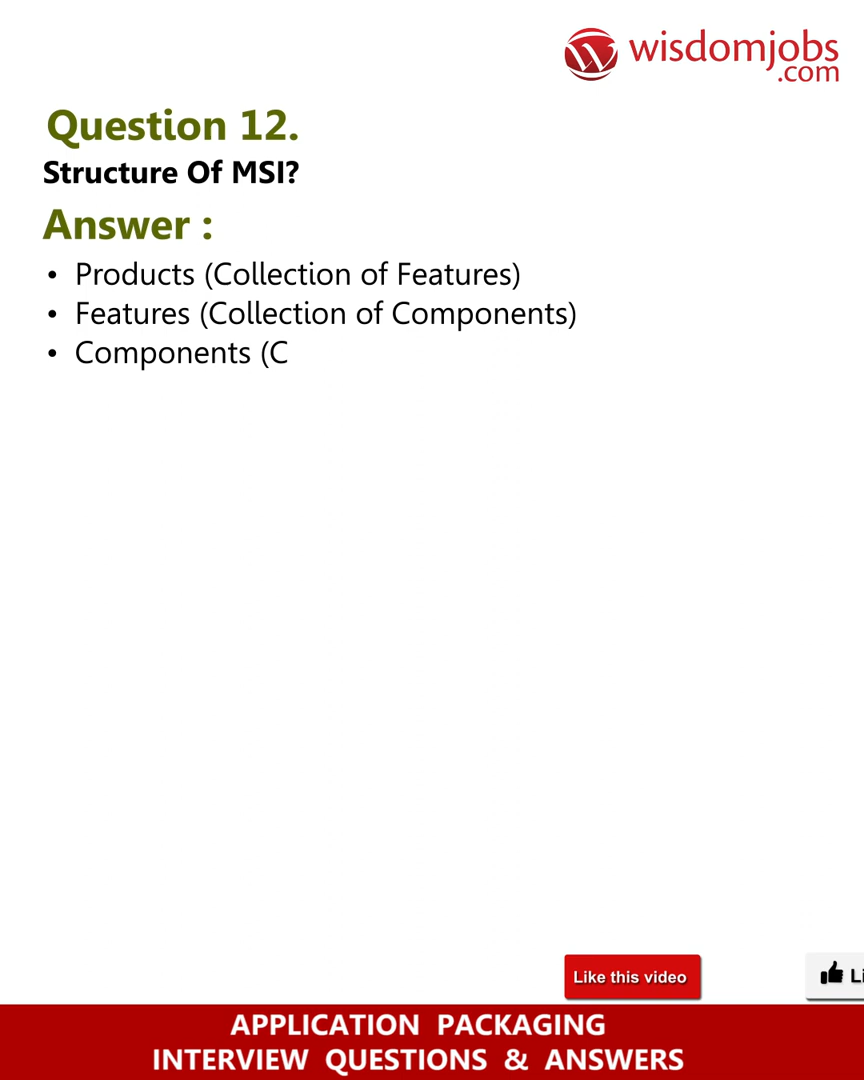 wisdomjobs
.com
Question 12.
Structure Of MSI?
Answer :
• Products (Collection of Features)
• Features (Collection of Components)
• Components (C
Like this video
Li
APPLICATION PACKAGING
INTERVIEW QUESTIONS & ANSWERS